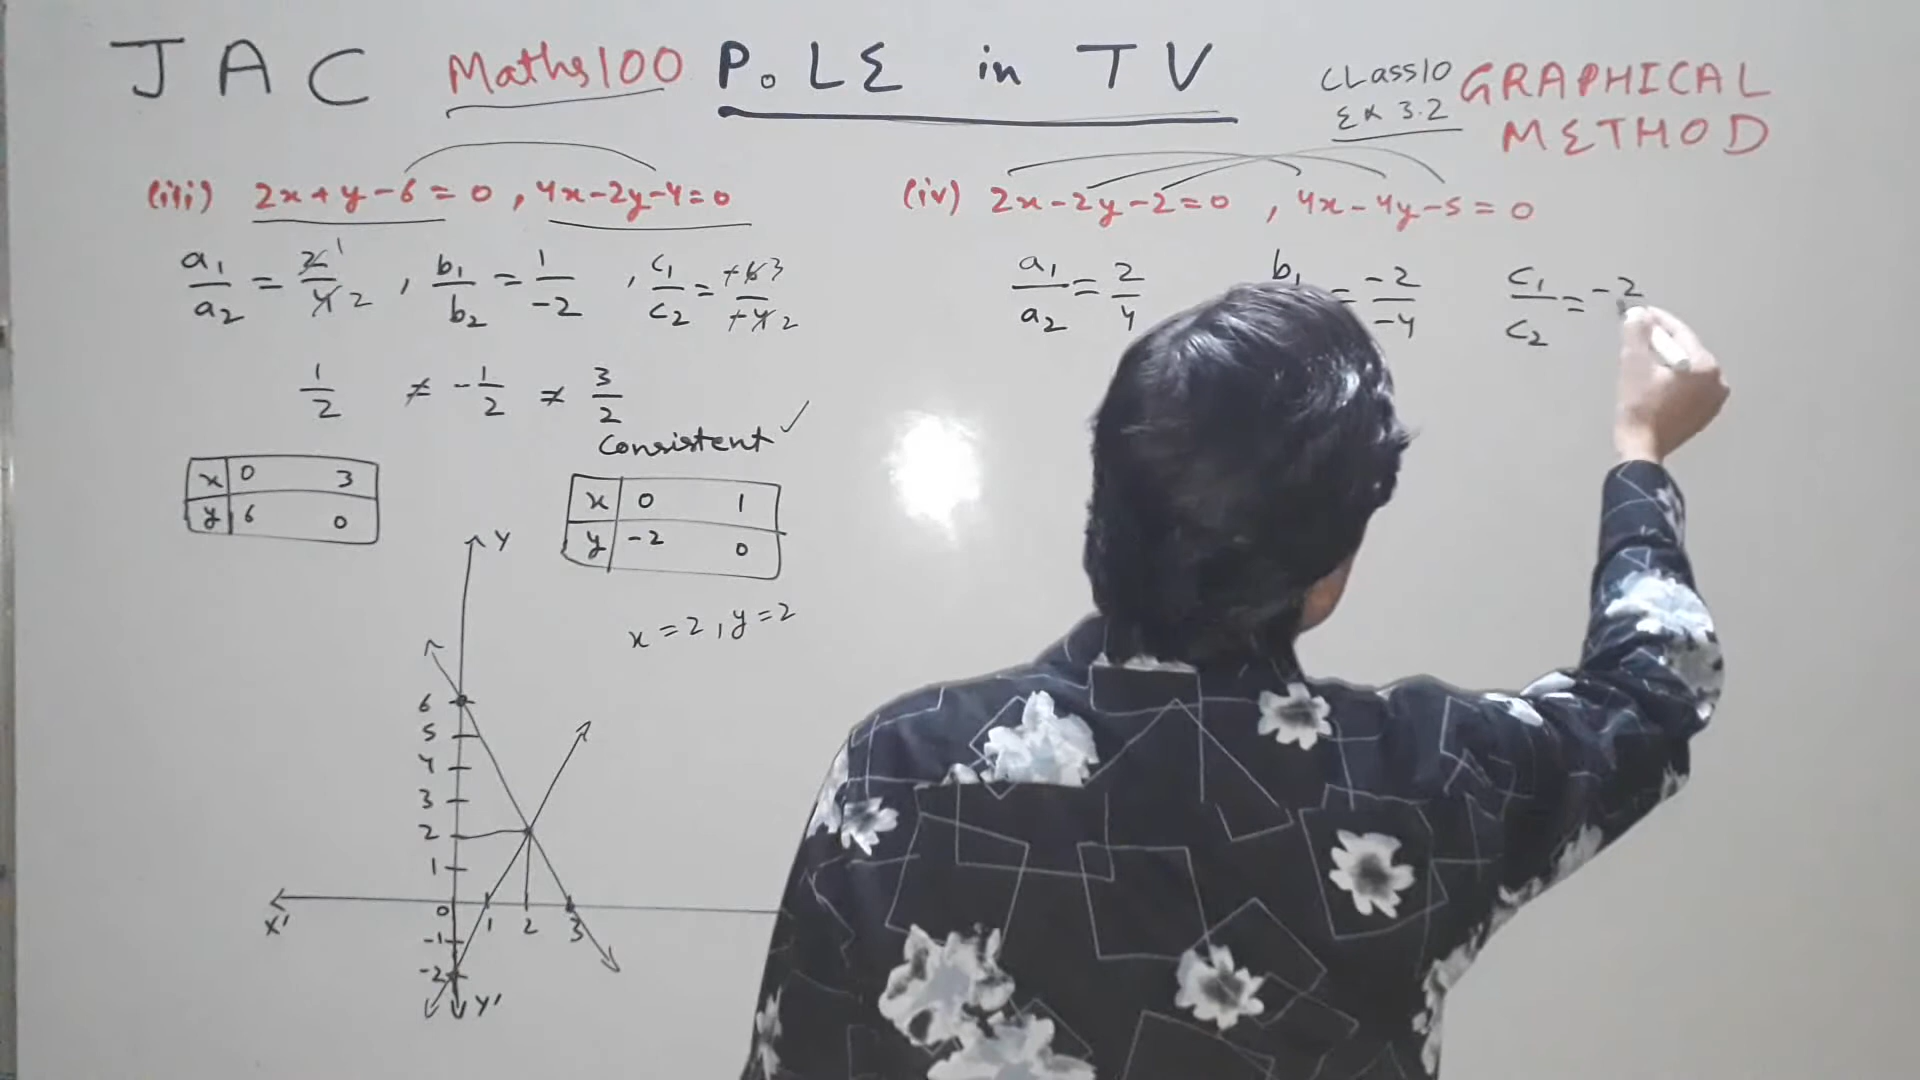 JAC Maths100 P.LE in TV CLass10 GRAPHICAL
Ex 3.2 METHOD
(iii) 2x+y-6=0, 4x-2y-4=0
a1/a2 = 2 1/4 2, b1/b2 = 1/-2, c1/c2 = +6 3/+4 2
1/2 ≠ -1/2 ≠ 3/2
Consistent ✓
x 0 3
y 6 0
x 0 1
y -2 0
x=2, y=2
Y
6
5
4
3
2
1
X' 0 1 2 3
-1
-2
Y'
(iv) 2x-2y-2=0, 4x-4y-5=0
a1/a2 = 2/4 b1 = -2/-4 c1/c2 = -2